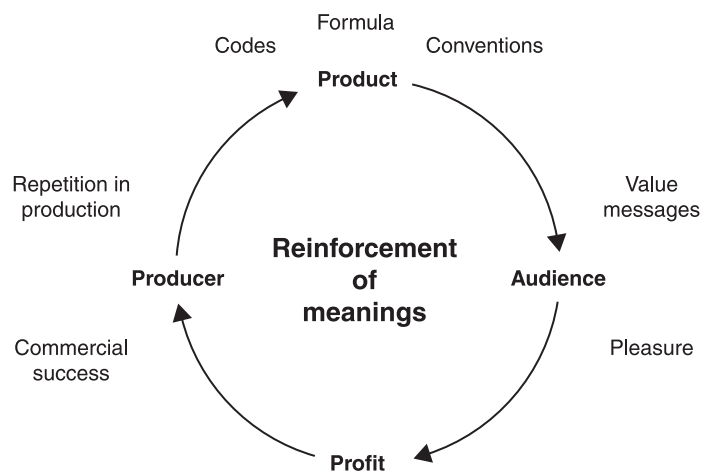 Formula
Codes
Conventions
Product
Repetition in
production
Value
messages
Reinforcement
of
meanings
Producer
Audience
Commercial
success
Pleasure
Profit